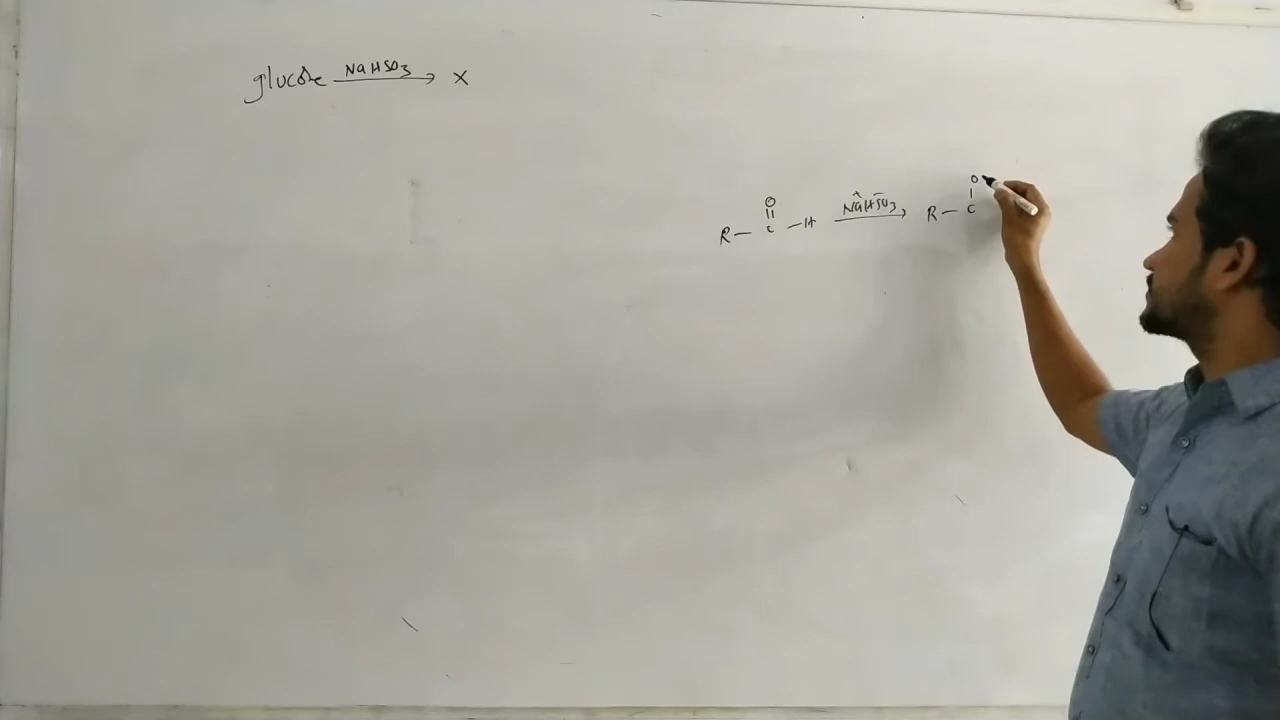 glucose NaHSO3 → X
O
||
R — C — H NaHSO3 → R — C
O
|